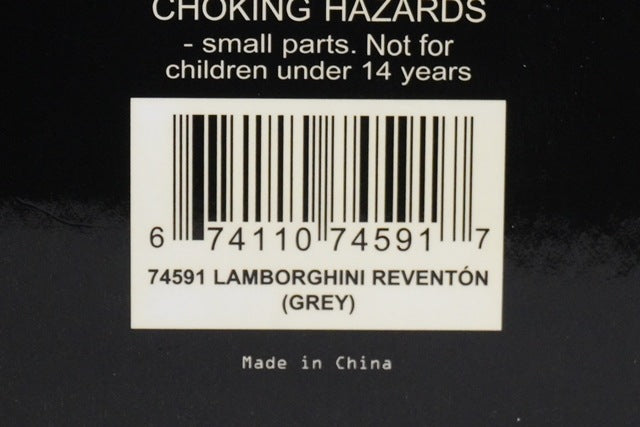 CHOKING HAZARDS
- small parts. Not for
children under 14 years
6 74110 74591 7
74591 LAMBORGHINI REVENTÓN
(GREY)
Made in China